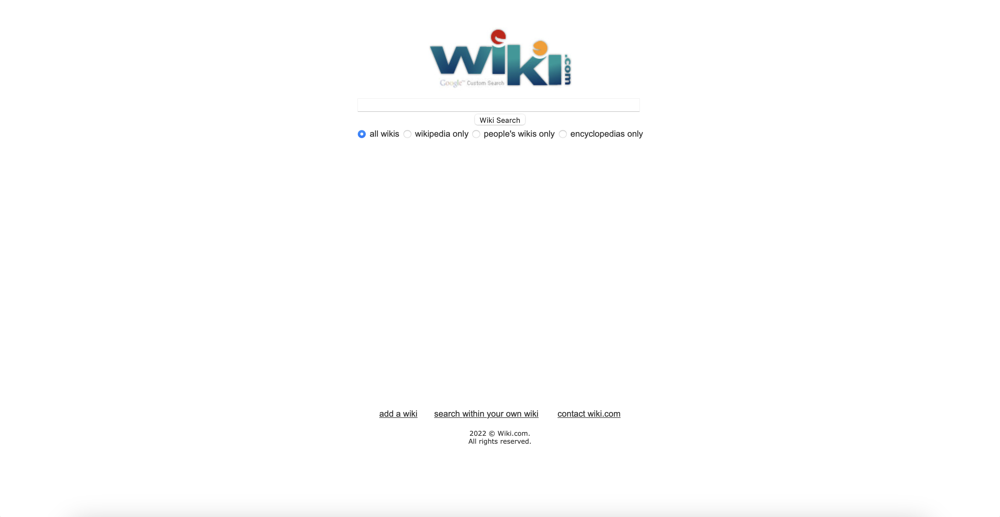 wiki.com
Google™ Custom Search
Wiki Search
all wikis wikipedia only people's wikis only encyclopedias only
add a wiki search within your own wiki contact wiki.com
2022 © Wiki.com.
All rights reserved.